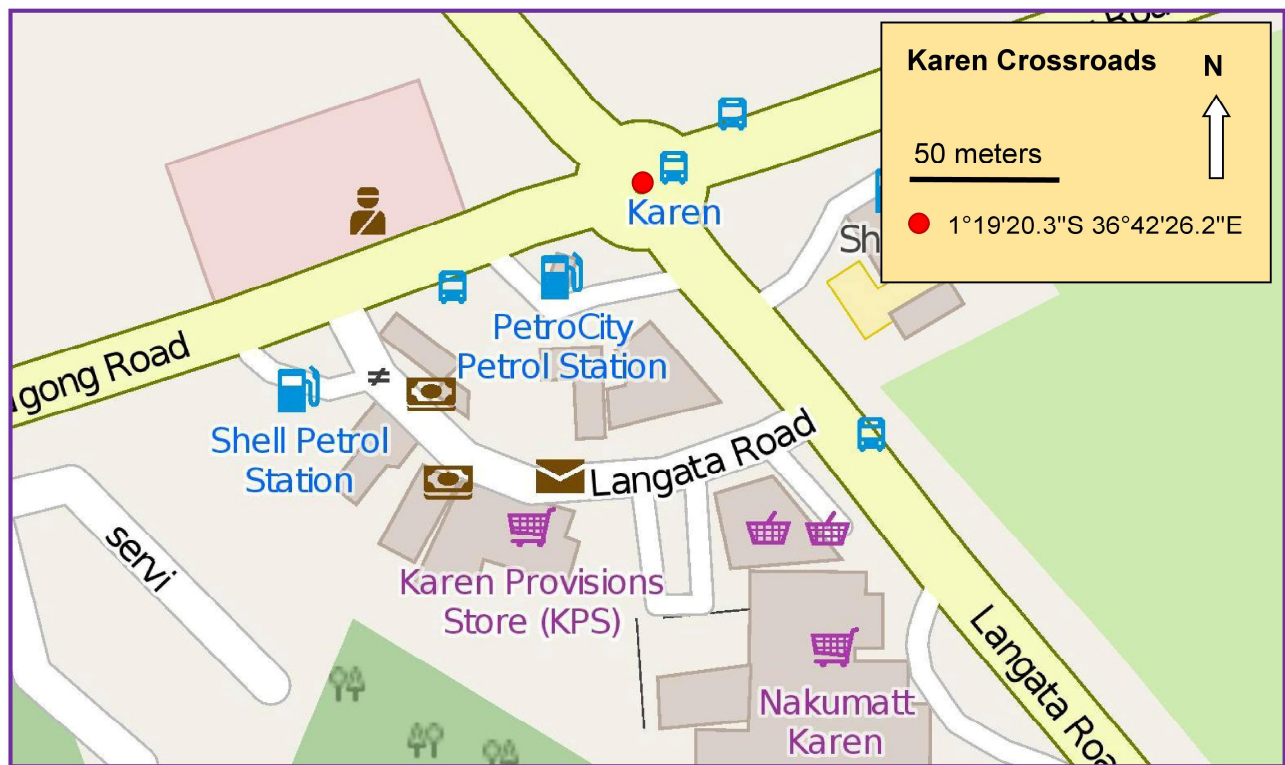 Karen Crossroads
N
50 meters
1°19'20.3"S 36°42'26.2"E
Karen
Sh
PetroCity
Petrol Station
gong Road
≠
Shell Petrol
Station
Langata Road
servi
Karen Provisions
Store (KPS)
Langata Roa
Nakumatt
Karen